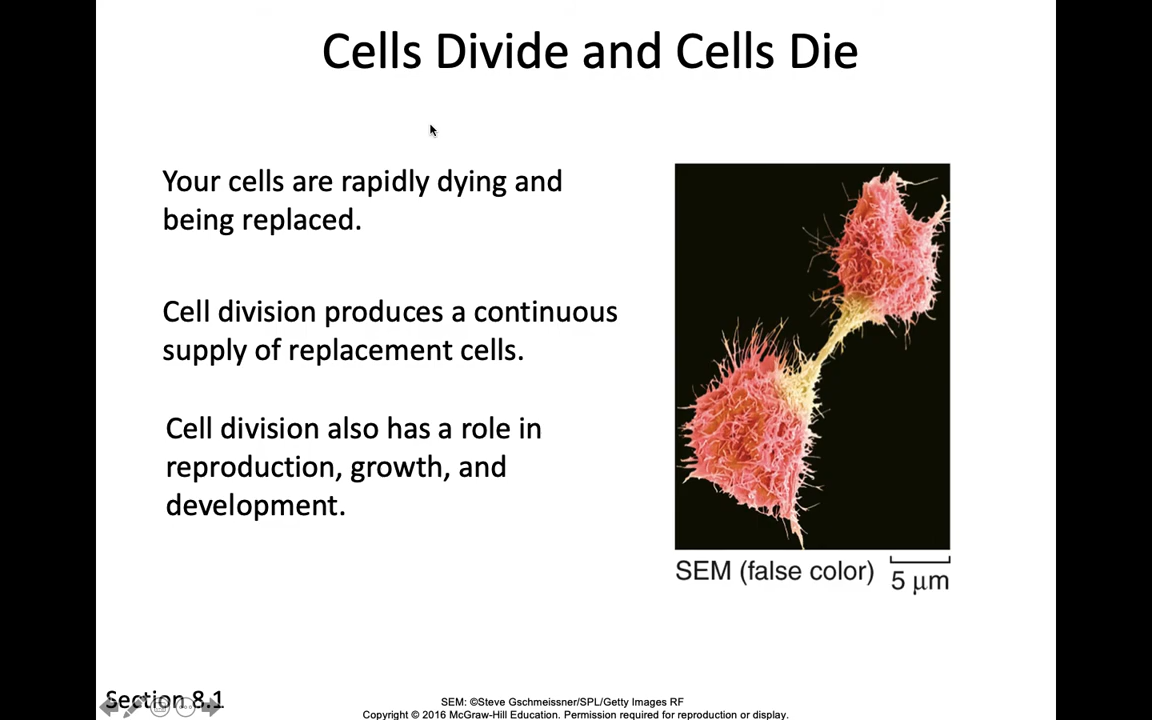 Cells Divide and Cells Die
Your cells are rapidly dying and
being replaced.
Cell division produces a continuous
supply of replacement cells.
Cell division also has a role in
reproduction, growth, and
development.
SEM (false color)
5 μm
Section 8.1
SEM: ©Steve Gschmeissner/SPL/Getty Images RF
Copyright © 2016 McGraw-Hill Education. Permission required for reproduction or display.